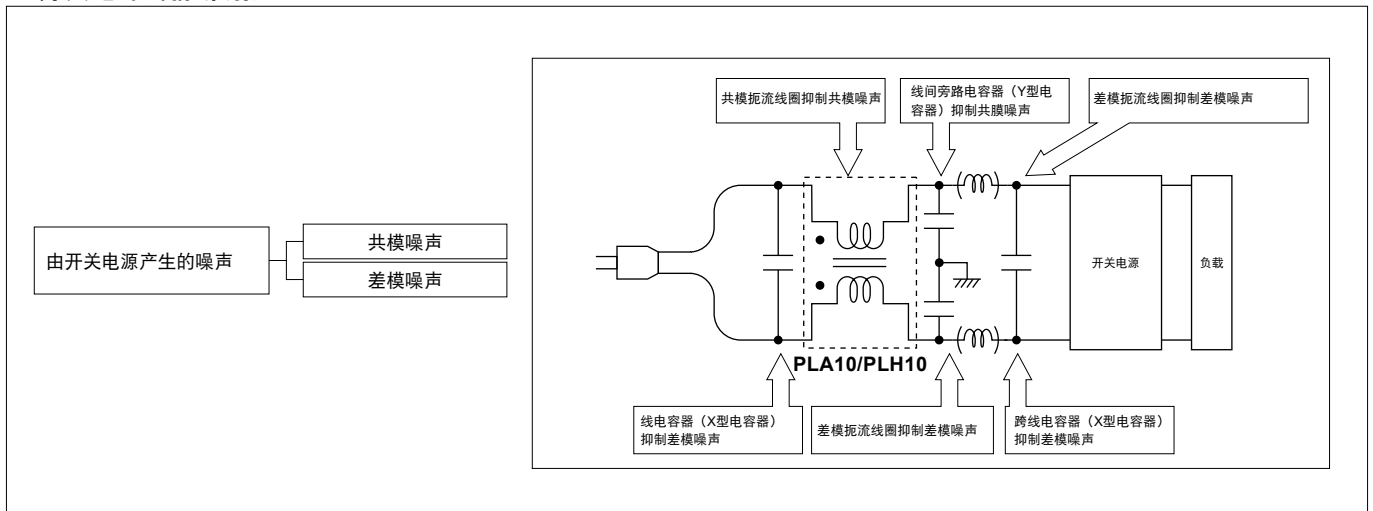 由开关电源产生的噪声
共模噪声
差模噪声
共模扼流线圈抑制共模噪声
线间旁路电容器（Y型电
容器）抑制共膜噪声
差模扼流线圈抑制差模噪声
开关电源
负载
PLA10/PLH10
线电容器（X型电容器）
抑制差模噪声
差模扼流线圈抑制差模噪声
跨线电容器（X型电容器）
抑制差模噪声